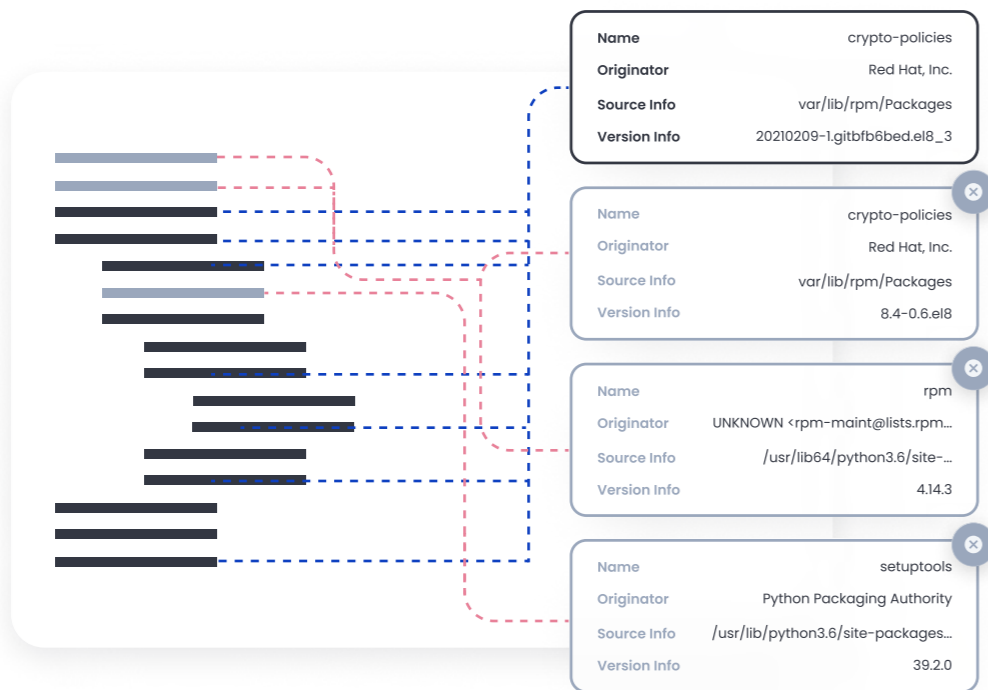 Name crypto-policies
Originator Red Hat, Inc.
Source Info var/lib/rpm/Packages
Version Info 20210209-1.gitbfb6bed.el8_3
Name crypto-policies
Originator Red Hat, Inc.
Source Info var/lib/rpm/Packages
Version Info 8.4-0.6.el8
Name rpm
Originator UNKNOWN <rpm-maint@lists.rpm...
Source Info /usr/lib64/python3.6/site-...
Version Info 4.14.3
Name setuptools
Originator Python Packaging Authority
Source Info /usr/lib/python3.6/site-packages...
Version Info 39.2.0